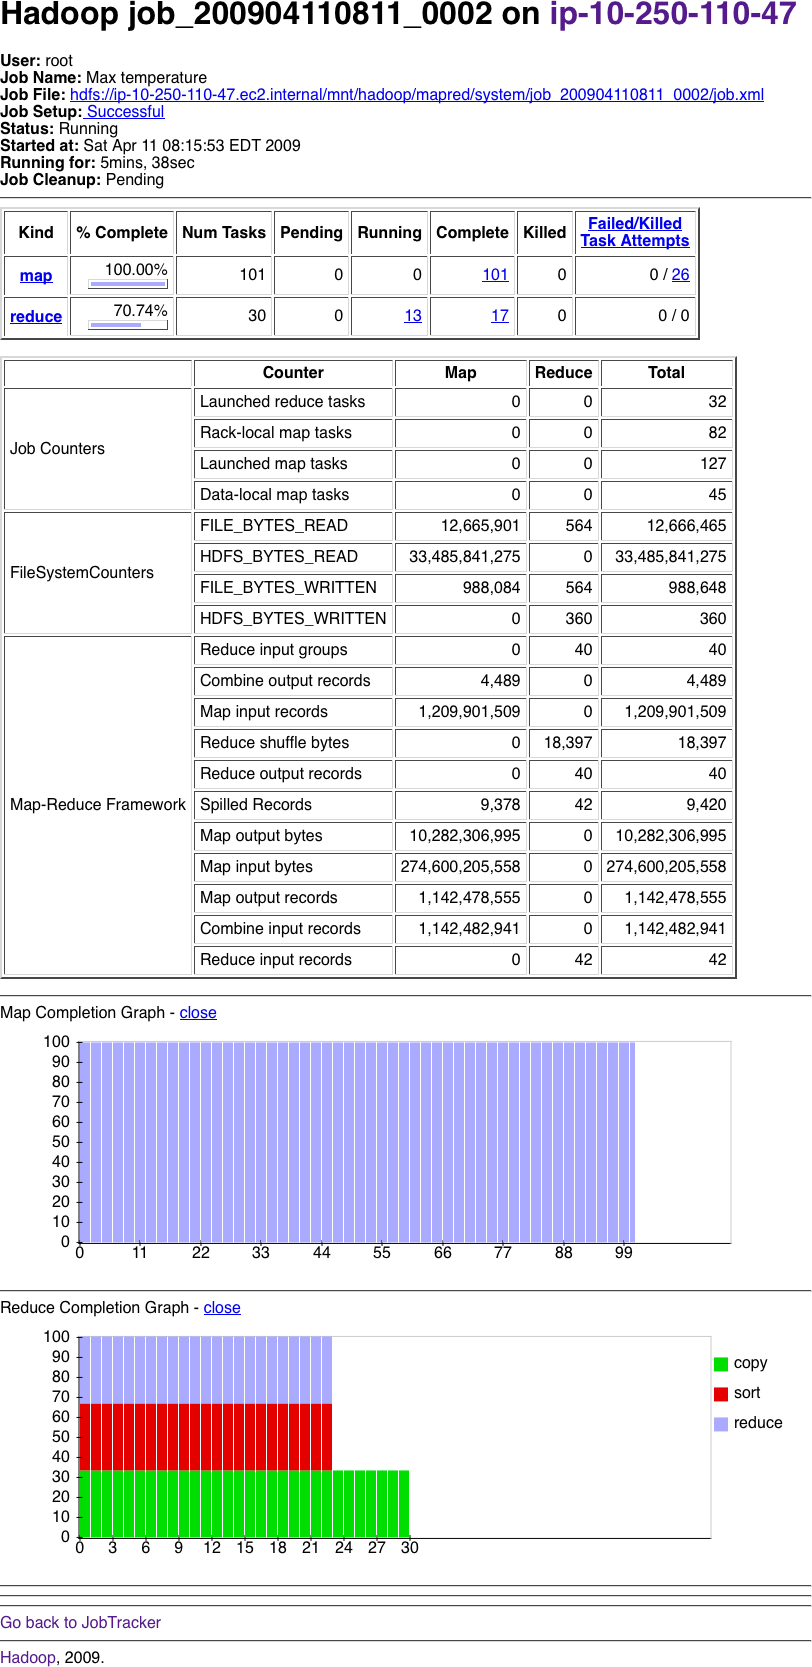 Hadoop job_200904110811_0002 on ip-10-250-110-47
User: root
Job Name: Max temperature
Job File: hdfs://ip-10-250-110-47.ec2.internal/mnt/hadoop/mapred/system/job_200904110811_0002/job.xml
Job Setup: Successful
Status: Running
Started at: Sat Apr 11 08:15:53 EDT 2009
Running for: 5mins, 38sec
Job Cleanup: Pending
Kind % Complete Num Tasks Pending Running Complete Killed Failed/Killed
Task Attempts
map 100.00% 101 0 0 101 0 0 / 26
reduce 70.74% 30 0 13 17 0 0 / 0
Counter Map Reduce Total
Job Counters
Launched reduce tasks 0 0 32
Rack-local map tasks 0 0 82
Launched map tasks 0 0 127
Data-local map tasks 0 0 45
FileSystemCounters
FILE_BYTES_READ 12,665,901 564 12,666,465
HDFS_BYTES_READ 33,485,841,275 0 33,485,841,275
FILE_BYTES_WRITTEN 988,084 564 988,648
HDFS_BYTES_WRITTEN 0 360 360
Map-Reduce Framework
Reduce input groups 0 40 40
Combine output records 4,489 0 4,489
Map input records 1,209,901,509 0 1,209,901,509
Reduce shuffle bytes 0 18,397 18,397
Reduce output records 0 40 40
Spilled Records 9,378 42 9,420
Map output bytes 10,282,306,995 0 10,282,306,995
Map input bytes 274,600,205,558 0 274,600,205,558
Map output records 1,142,478,555 0 1,142,478,555
Combine input records 1,142,482,941 0 1,142,482,941
Reduce input records 0 42 42
Map Completion Graph - close
100
90
80
70
60
50
40
30
20
10
0
0 11 22 33 44 55 66 77 88 99
Reduce Completion Graph - close
100
90
80
70
60
50
40
30
20
10
0
copy
sort
reduce
0 3 6 9 12 15 18 21 24 27 30
Go back to JobTracker
Hadoop, 2009.